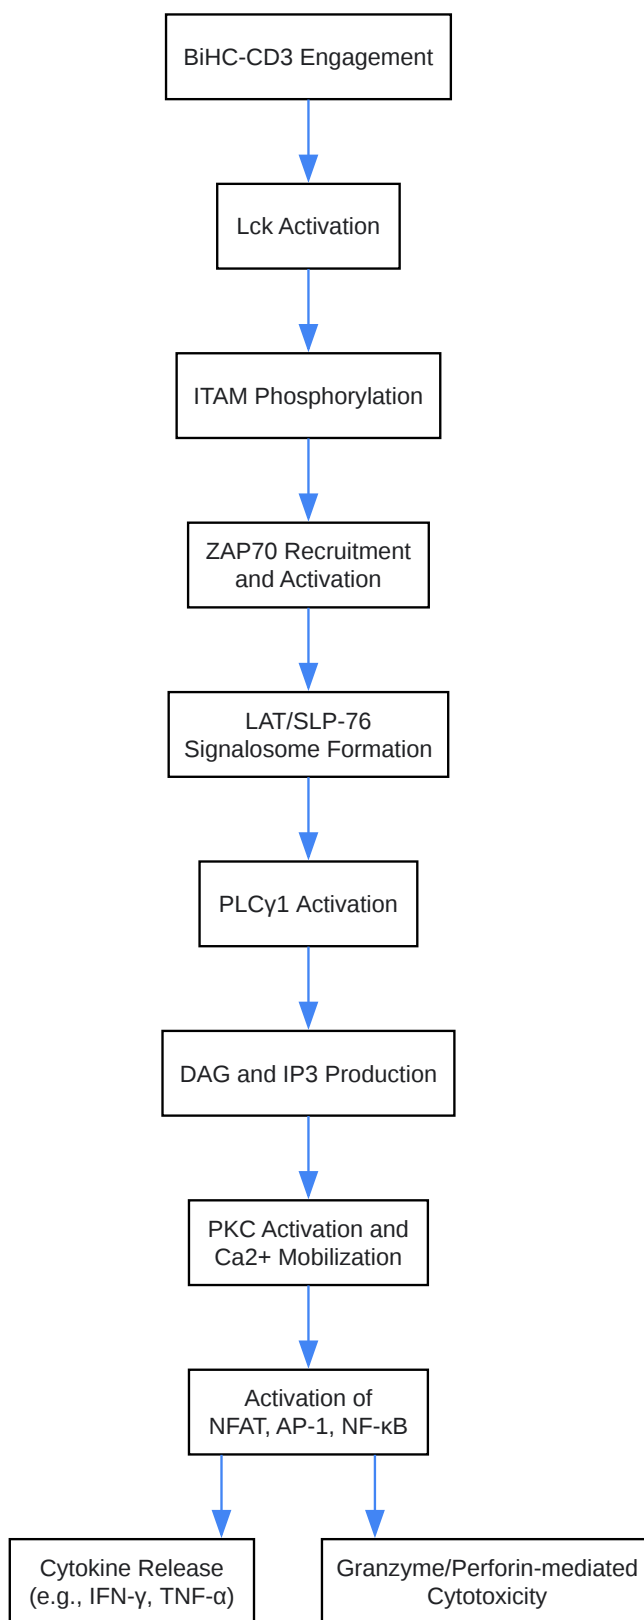 BiHC-CD3 Engagement
Lck Activation
ITAM Phosphorylation
ZAP70 Recruitment
and Activation
LAT/SLP-76
Signalosome Formation
PLCγ1 Activation
DAG and IP3 Production
PKC Activation and
Ca2+ Mobilization
Activation of
NFAT, AP-1, NF-κB
Cytokine Release
(e.g., IFN-γ, TNF-α)
Granzyme/Perforin-mediated
Cytotoxicity